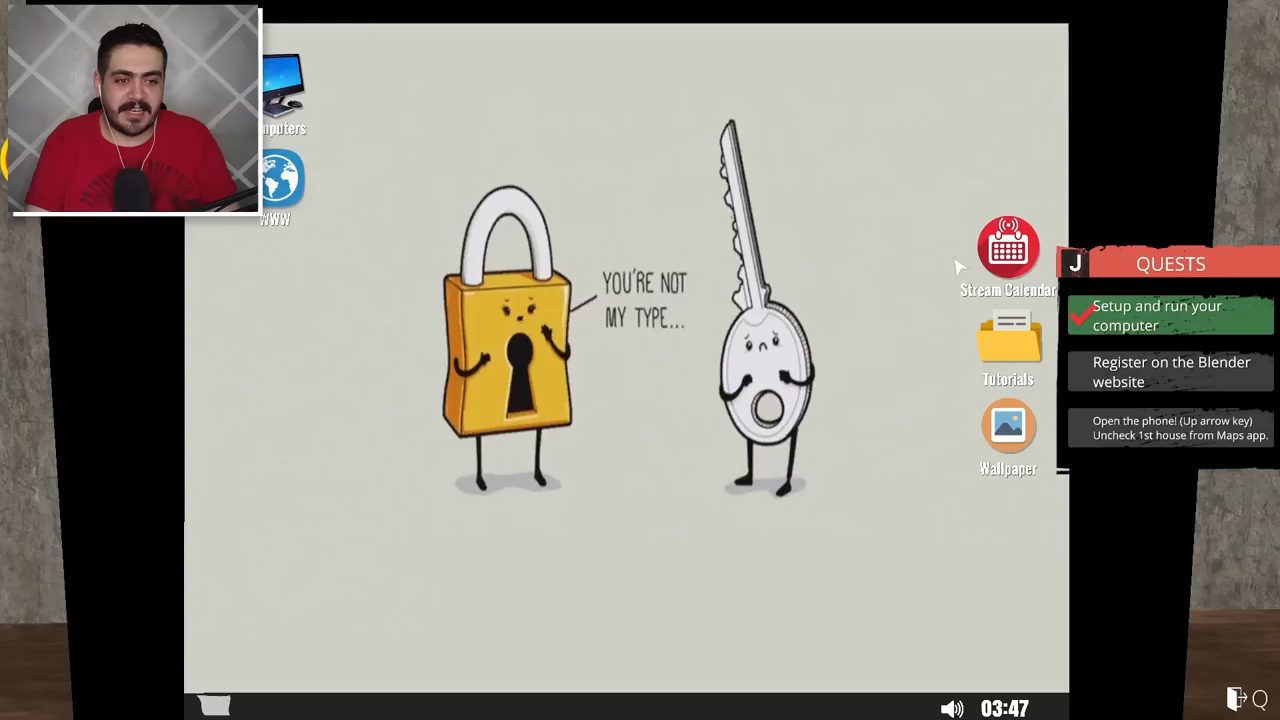 mputers
WWW
YOU'RE NOT
MY TYPE...
Stream Calendar
Tutorials
Wallpaper
J
QUESTS
Setup and run your
computer
Register on the Blender
website
Open the phone! (Up arrow key)
Uncheck 1st house from Maps app.
03:47
Q